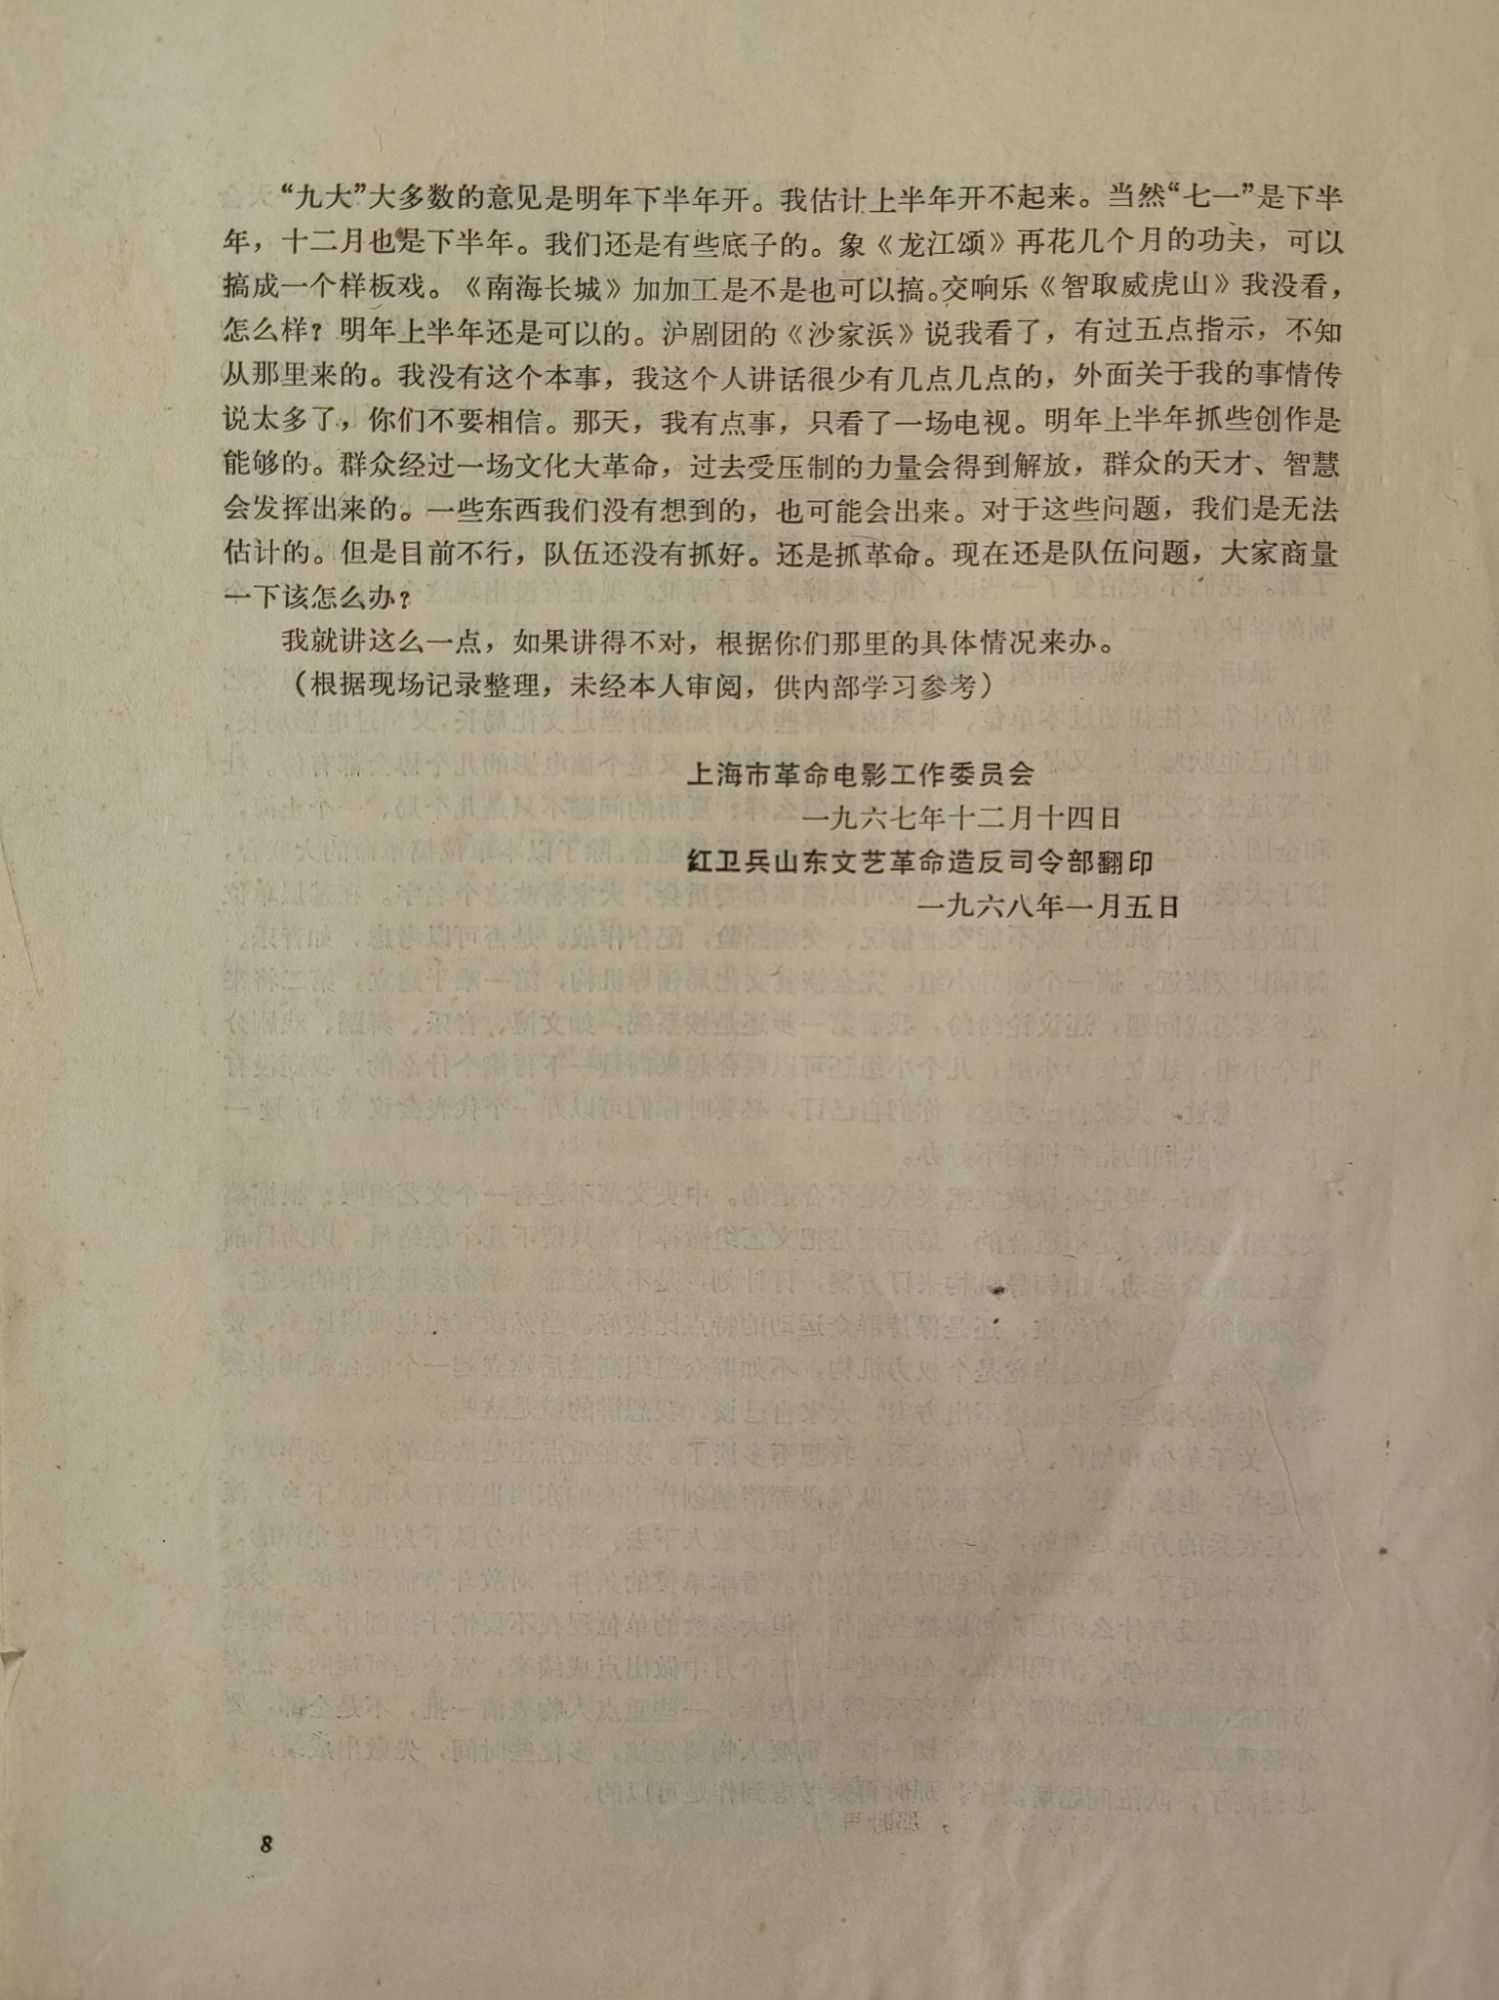 “九大”大多数的意见是明年下半年开。我估计上半年开不起来。当然“七一”是下半
年，十二月也是下半年。我们还是有些底子的。象《龙江颂》再花几个月的功夫，可以
搞成一个样板戏。《南海长城》加加工是不是也可以搞。交响乐《智取威虎山》我没看，
怎么样？明年上半年还是可以的。沪剧团的《沙家浜》说我看了，有过五点指示，不知
从那里来的。我没有这个本事，我这个人讲话很少有几点几点的，外面关于我的事情传
说太多了，你们不要相信。那天，我有点事，只看了一场电视。明年上半年抓些创作是
能够的。群众经过一场文化大革命，过去受压制的力量会得到解放，群众的天才、智慧
会发挥出来的。一些东西我们没有想到的，也可能会出来。对于这些问题，我们是无法
估计的。但是目前不行，队伍还没有抓好。还是抓革命。现在还是队伍问题，大家商量
一下该怎么办？
我就讲这么一点，如果讲得不对，根据你们那里的具体情况来办。
（根据现场记录整理，未经本人审阅，供内部学习参考）
上海市革命电影工作委员会
一九六七年十二月十四日
红卫兵山东文艺革命造反司令部翻印
一九六八年一月五日
8